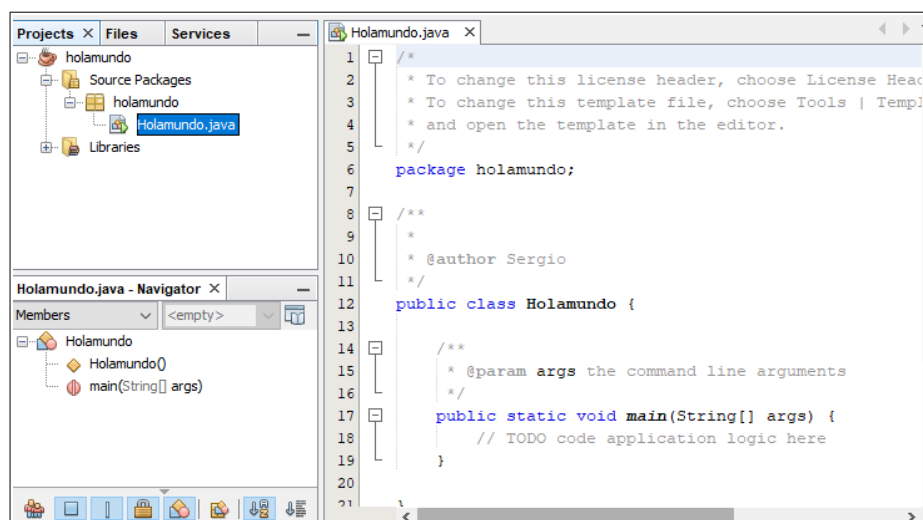 Projects Files Services
holamundo
Source Packages
holamundo
Holamundo.java
Libraries
Holamundo.java - Navigator
Members <empty>
Holamundo
Holamundo()
main(String[] args)
Holamundo.java
1 /*
2 * To change this license header, choose License Head
3 * To change this template file, choose Tools | Templ
4 * and open the template in the editor.
5 */
6 package holamundo;
7
8 /**
9 *
10 * @author Sergio
11 */
12 public class Holamundo {
13
14 /**
15 * @param args the command line arguments
16 */
17 public static void main(String[] args) {
18 // TODO code application logic here
19 }
20
21 }